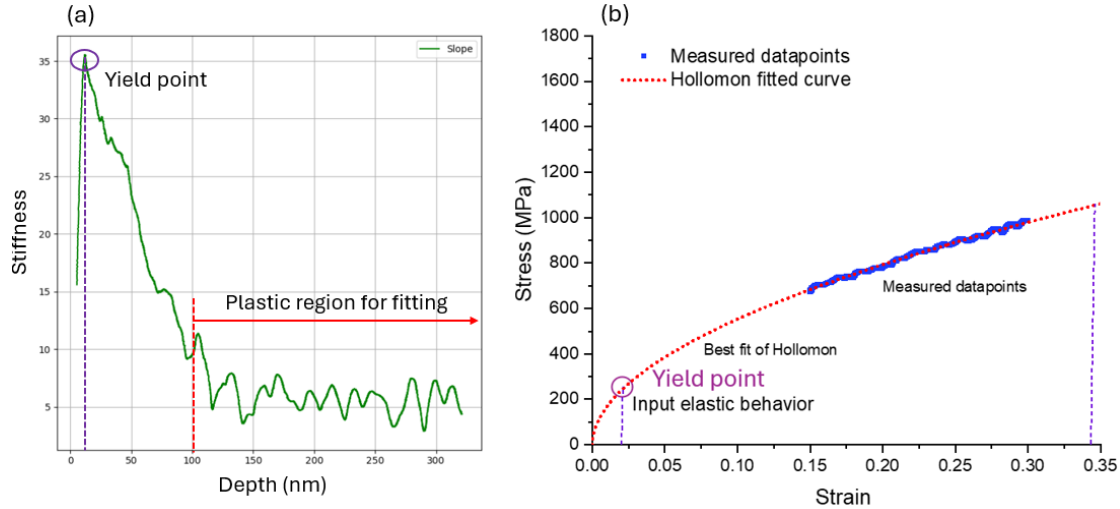 (a)
Slope
Yield point
Plastic region for fitting
Stiffness
35
30
25
20
15
10
5
0
50
100
150
200
250
300
Depth (nm)
(b)
Measured datapoints
Hollomon fitted curve
Measured datapoints
Best fit of Hollomon
Yield point
Input elastic behavior
Stress (MPa)
1800
1600
1400
1200
1000
800
600
400
200
0
0.00
0.05
0.10
0.15
0.20
0.25
0.30
0.35
Strain